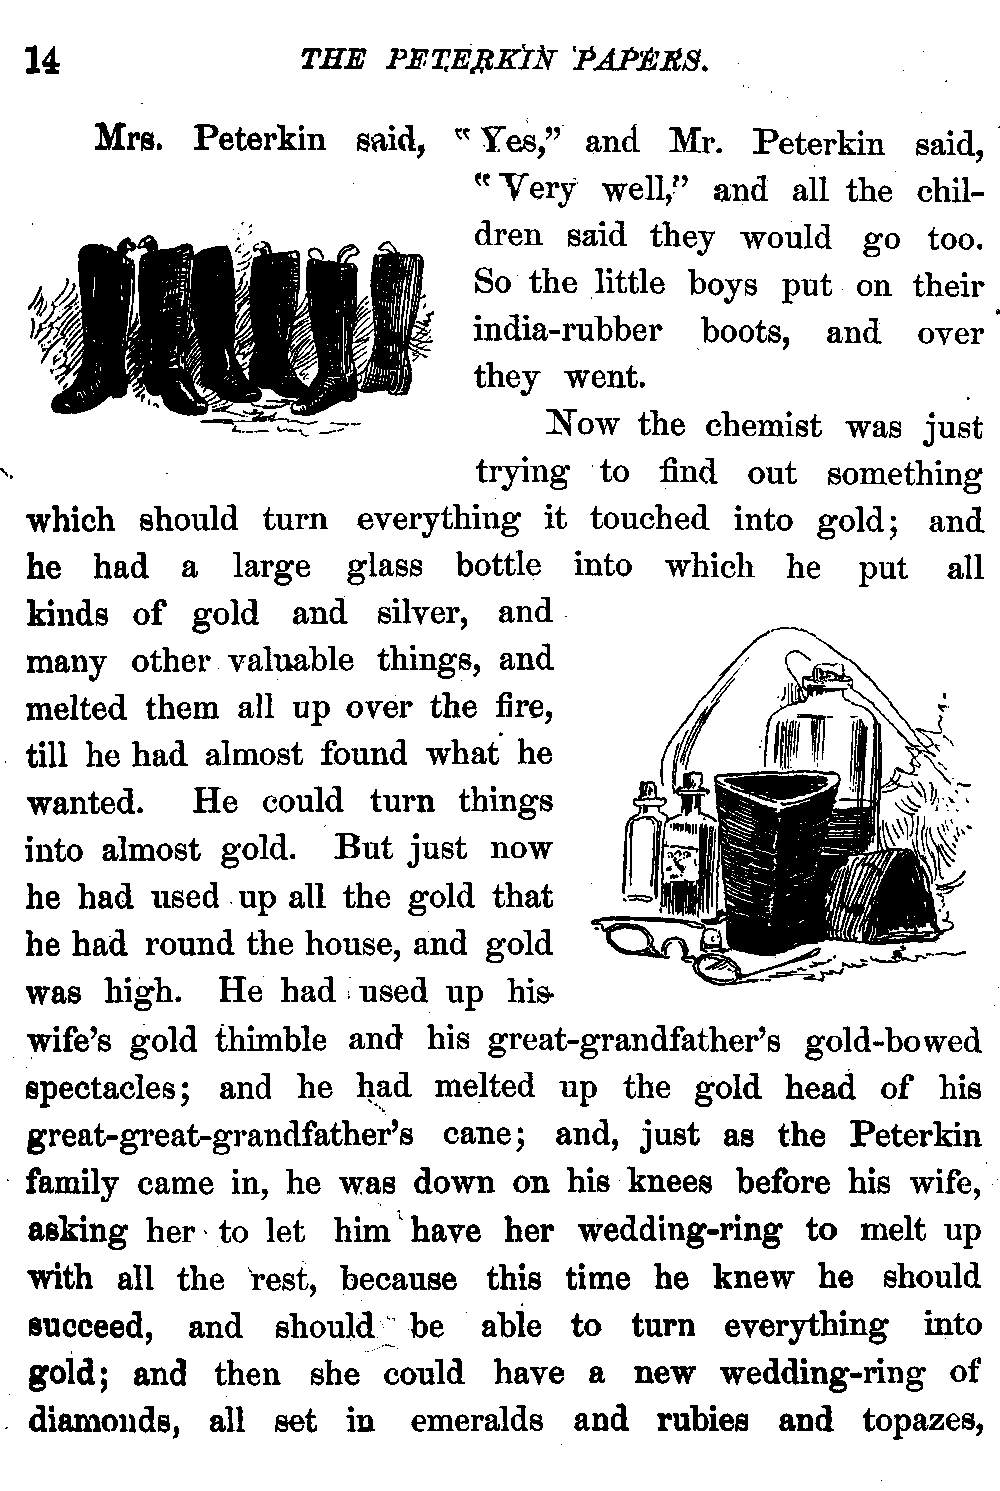 14 THE PETERKIN PAPERS.
Mrs. Peterkin said, “Yes,” and Mr. Peterkin said,
“Very well,” and all the chil-
dren said they would go too.
So the little boys put on their
india-rubber boots, and over
they went.
Now the chemist was just
trying to find out something
which should turn everything it touched into gold; and
he had a large glass bottle into which he put all
kinds of gold and silver, and
many other valuable things, and
melted them all up over the fire,
till he had almost found what he
wanted. He could turn things
into almost gold. But just now
he had used up all the gold that
he had round the house, and gold
was high. He had used up his
wife’s gold thimble and his great-grandfather’s gold-bowed
spectacles; and he had melted up the gold head of his
great-great-grandfather’s cane; and, just as the Peterkin
family came in, he was down on his knees before his wife,
asking her to let him have her wedding-ring to melt up
with all the rest, because this time he knew he should
succeed, and should be able to turn everything into
gold; and then she could have a new wedding-ring of
diamonds, all set in emeralds and rubies and topazes,